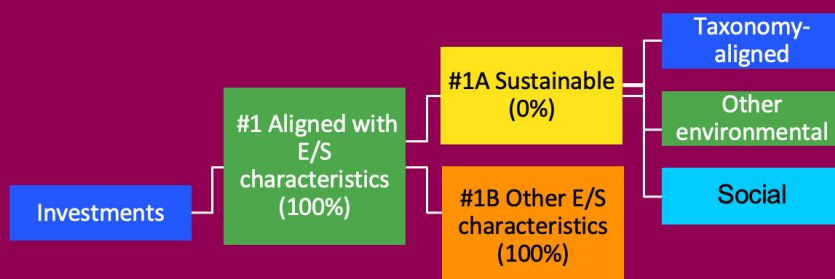 Investments
#1 Aligned with
E/S
characteristics
(100%)
#1A Sustainable
(0%)
#1B Other E/S
characteristics
(100%)
Taxonomy-
aligned
Other
environmental
Social